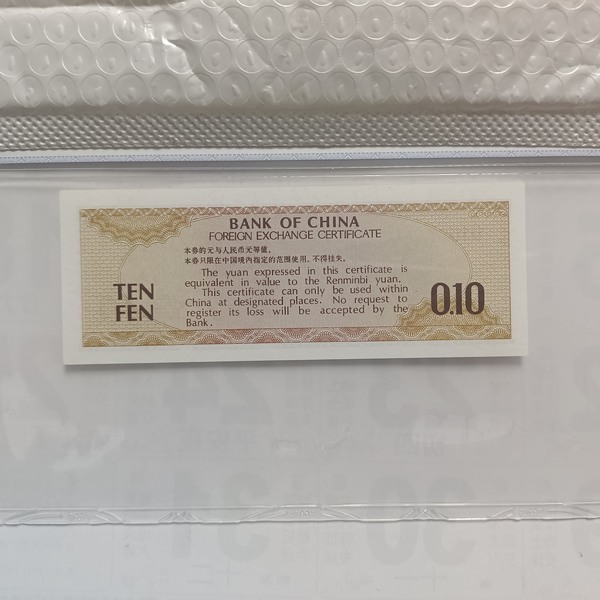 BANK OF CHINA
FOREIGN EXCHANGE CERTIFICATE
本券的元与人民币元等值。
本券只限在中国境内指定的范围使用，不得挂失。
The yuan expressed in this certificate is
equivalent in value to the Renminbi yuan.
This certificate can only be used within
China at designated places. No request to
register its loss will be accepted by the
Bank.
TEN
FEN
0.10